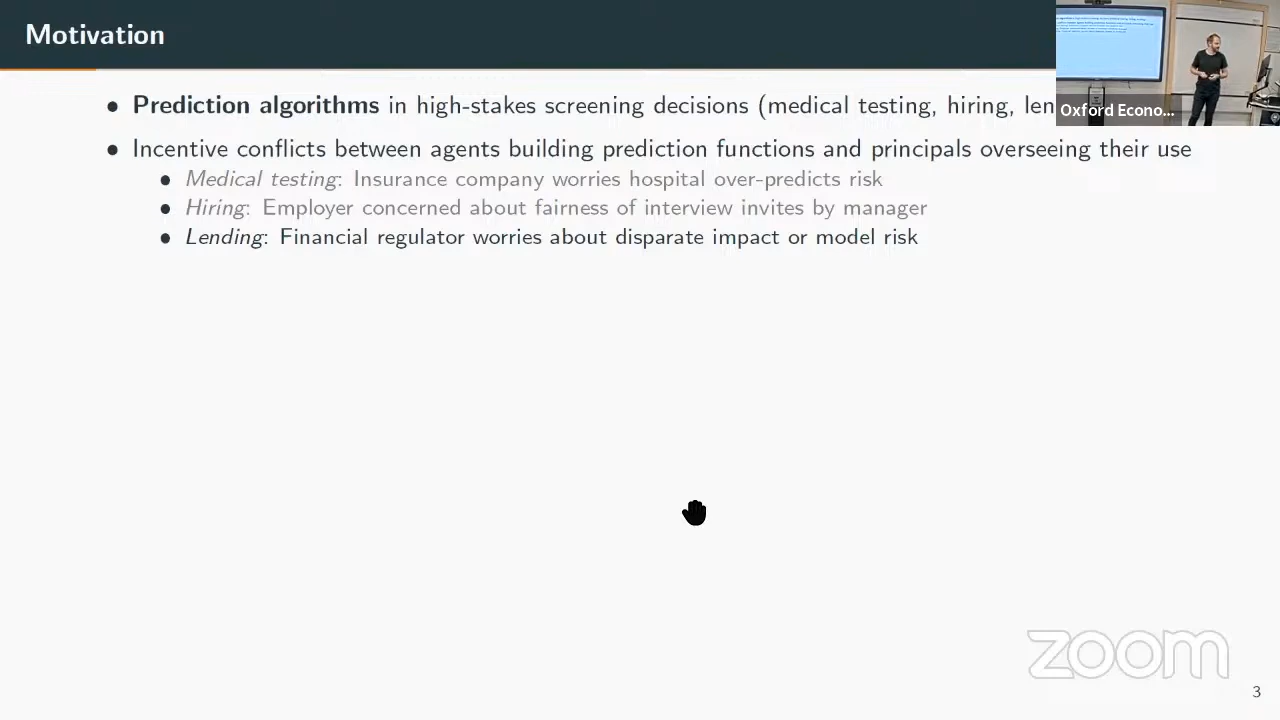 Motivation
• Prediction algorithms in high-stakes screening decisions (medical testing, hiring, len
Oxford Econo...
• Incentive conflicts between agents building prediction functions and principals overseeing their use
• Medical testing: Insurance company worries hospital over-predicts risk
• Hiring: Employer concerned about fairness of interview invites by manager
• Lending: Financial regulator worries about disparate impact or model risk
zoom
3